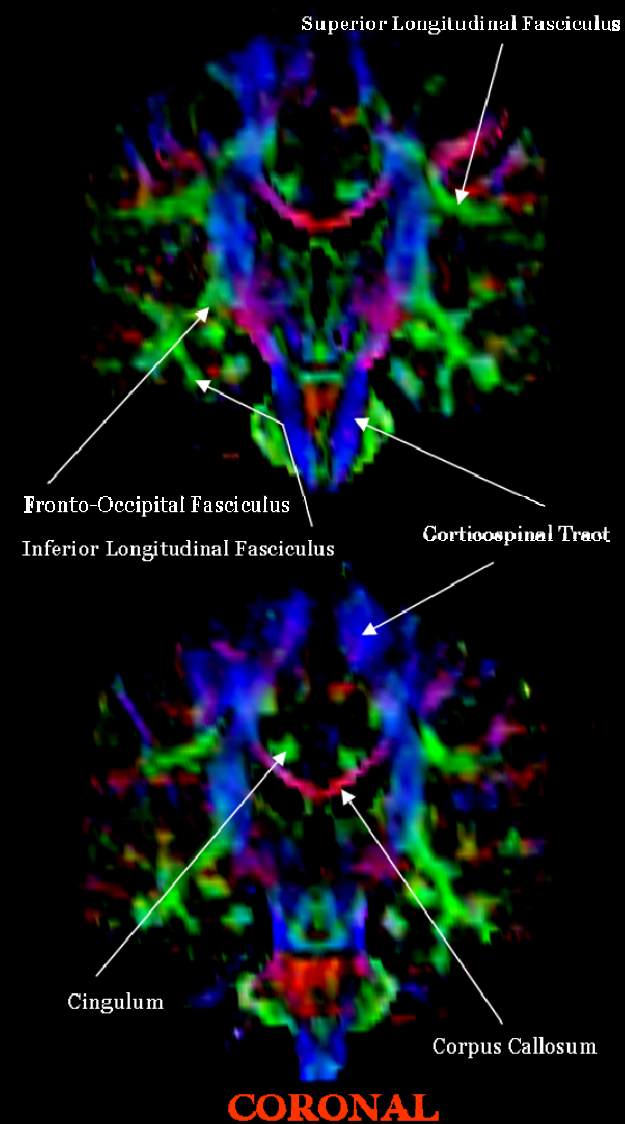 Superior Longitudinal Fasciculus
Fronto-Occipital Fasciculus
Inferior Longitudinal Fasciculus
Corticospinal Tract
Cingulum
Corpus Callosum
CORONAL